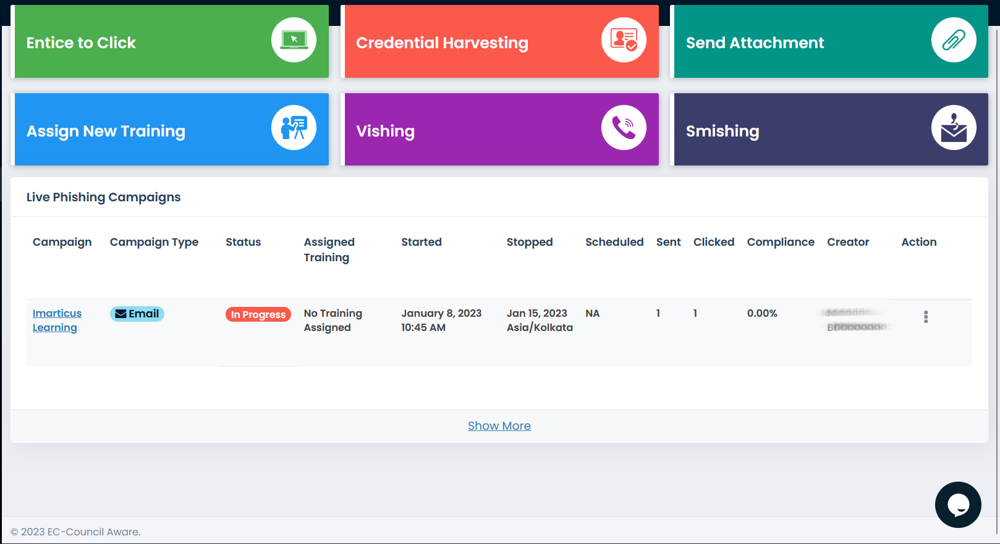 Entice to Click
Credential Harvesting
Send Attachment
Assign New Training
Vishing
Smishing
Live Phishing Campaigns
Campaign Campaign Type Status Assigned Started Stopped Scheduled Sent Clicked Compliance Creator Action
Training
Imarticus Email In Progress No Training January 8, 2023 Jan 15, 2023 NA 1 1 0.00%
Learning Assigned 10:45 AM Asia/Kolkata
Show More
© 2023 EC-Council Aware.